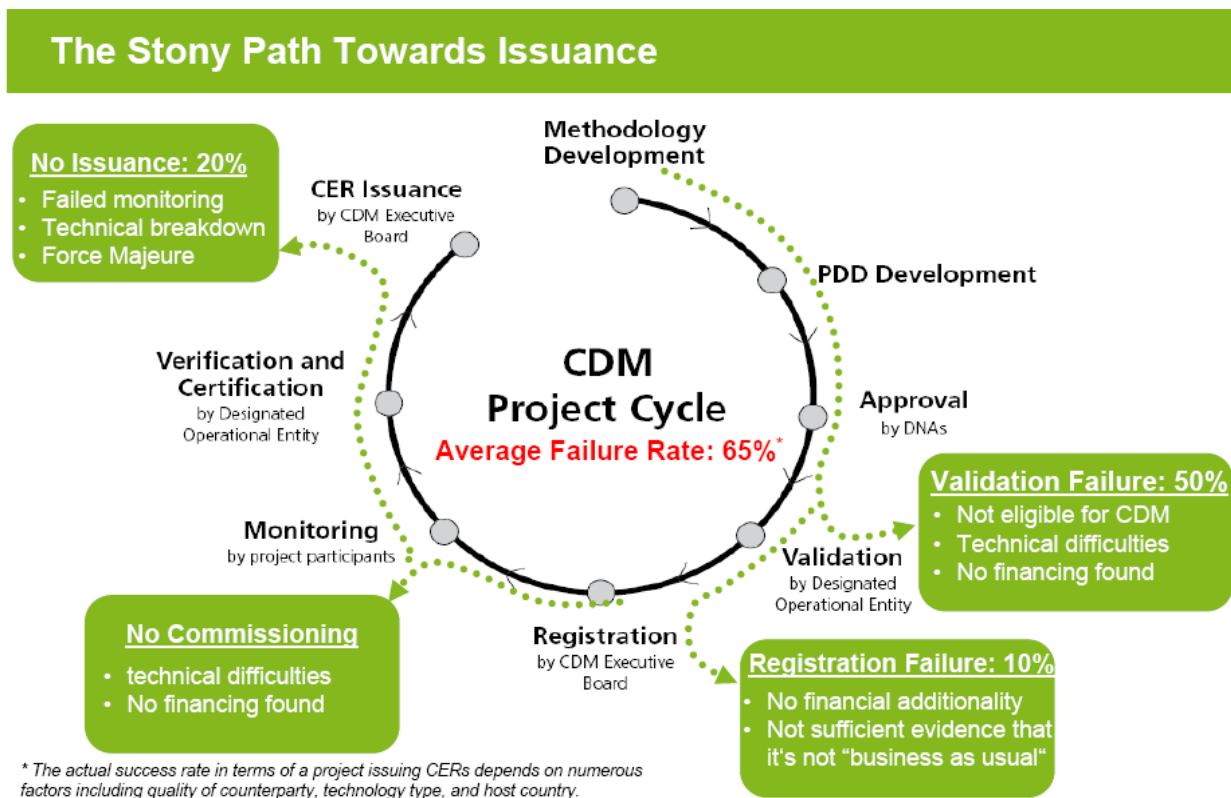 The Stony Path Towards Issuance
No Issuance: 20%
• Failed monitoring
• Technical breakdown
• Force Majeure
CER Issuance
by CDM Executive
Board
Methodology
Development
PDD Development
Verification and
Certification
by Designated
Operational Entity
CDM
Project Cycle
Average Failure Rate: 65%*
Approval
by DNAs
Validation Failure: 50%
• Not eligible for CDM
• Technical difficulties
• No financing found
Monitoring
by project participants
Validation
by Designated
Operational Entity
No Commissioning
• technical difficulties
• No financing found
Registration
by CDM Executive
Board
Registration Failure: 10%
• No financial additionality
• Not sufficient evidence that
it's not "business as usual"
* The actual success rate in terms of a project issuing CERs depends on numerous
factors including quality of counterparty, technology type, and host country.